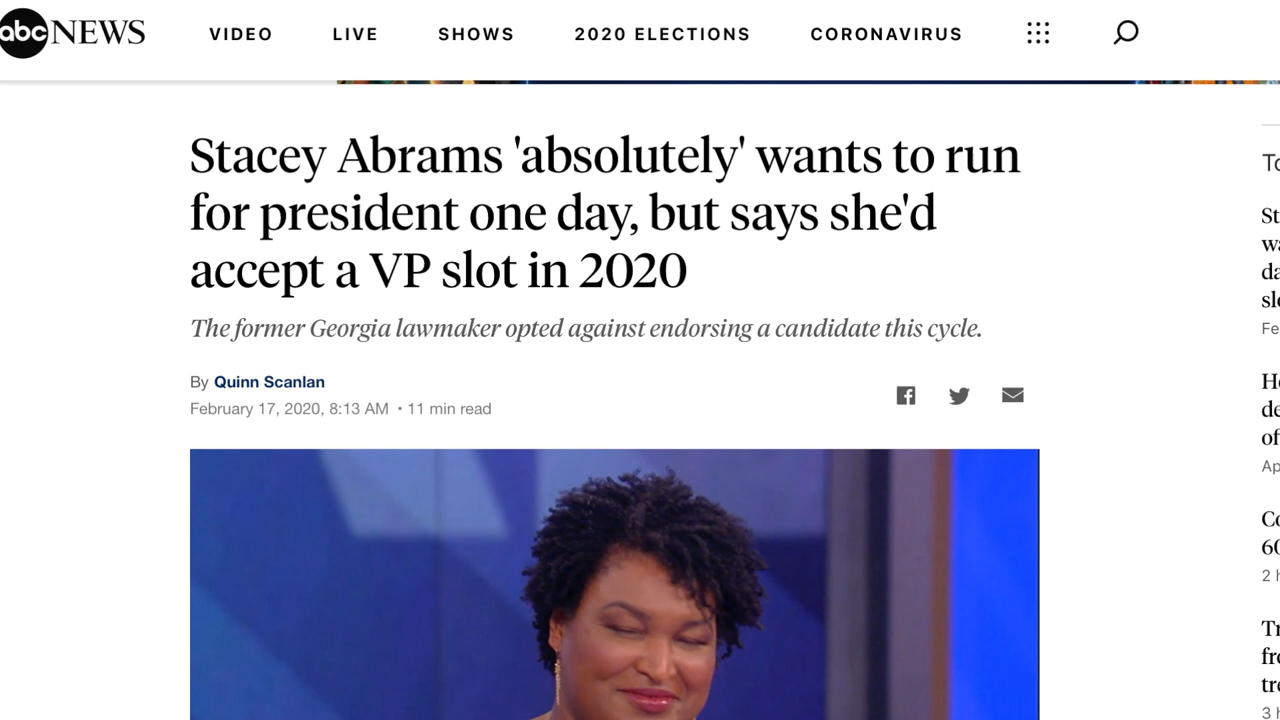 abc NEWS VIDEO LIVE SHOWS 2020 ELECTIONS CORONAVIRUS
Stacey Abrams 'absolutely' wants to run
for president one day, but says she'd
accept a VP slot in 2020
The former Georgia lawmaker opted against endorsing a candidate this cycle.
By Quinn Scanlan
February 17, 2020, 8:13 AM • 11 min read